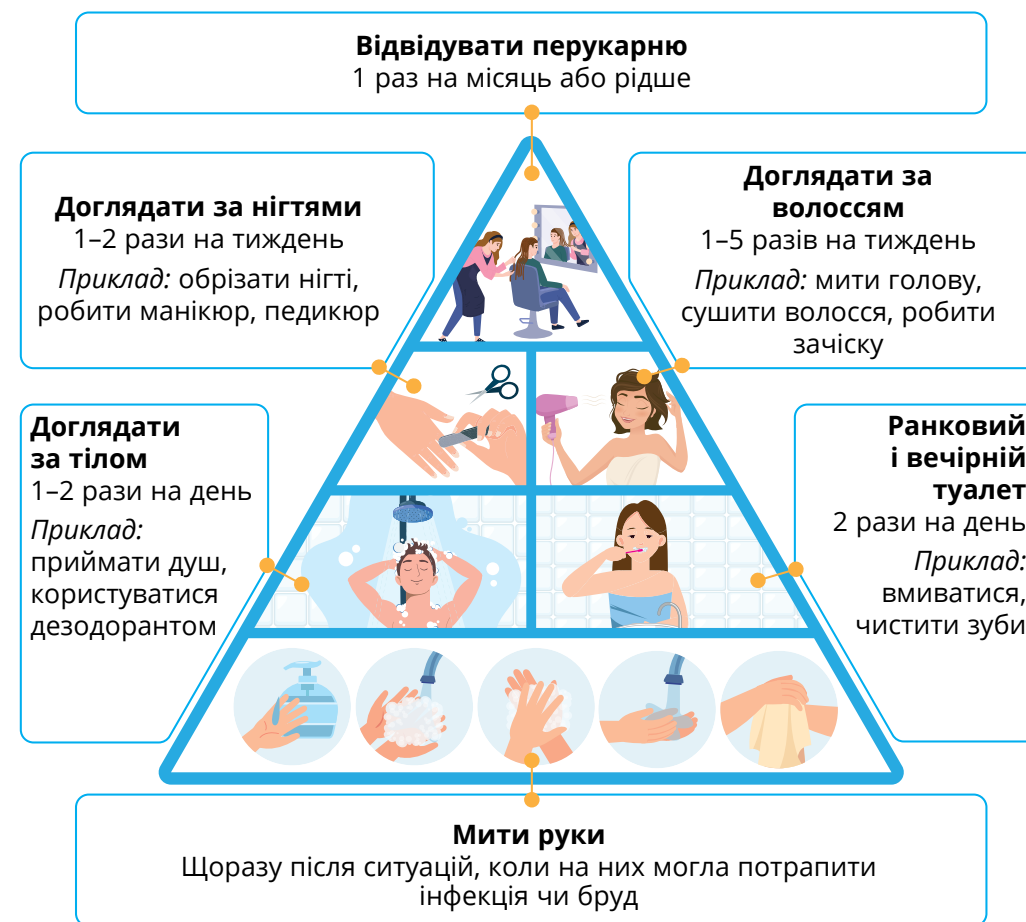 Відвідувати перукарню
1 раз на місяць або рідше
Доглядати за нігтями
1–2 рази на тиждень
Приклад: обрізати нігті,
робити манікюр, педикюр
Доглядати за
волоссям
1–5 разів на тиждень
Приклад: мити голову,
сушити волосся, робити
зачіску
Доглядати
за тілом
1–2 рази на день
Приклад:
приймати душ,
користуватися
дезодорантом
Ранковий
і вечірній
туалет
2 рази на день
Приклад:
вмиватися,
чистити зуби
Мити руки
Щоразу після ситуацій, коли на них могла потрапити
інфекція чи бруд